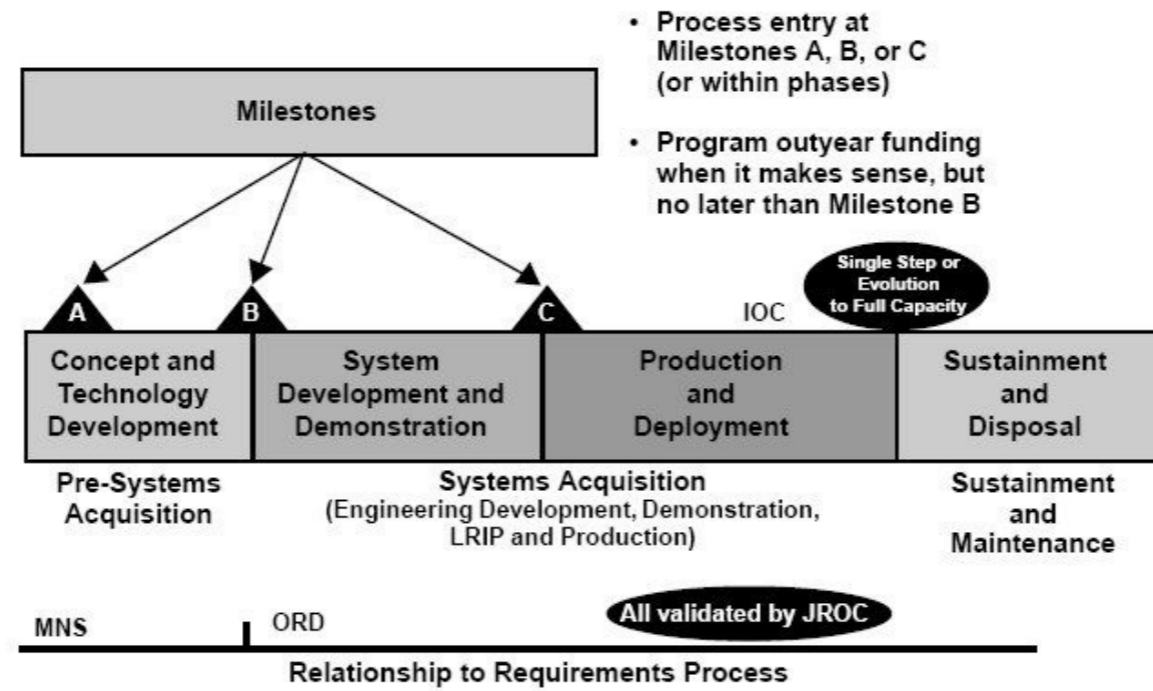 • Process entry at
Milestones A, B, or C
(or within phases)
• Program outyear funding
when it makes sense, but
no later than Milestone B
Milestones
A
B
C
IOC
Single Step or
Evolution
to Full Capacity
Concept and
Technology
Development
System
Development and
Demonstration
Production
and
Deployment
Sustainment
and
Disposal
Pre-Systems
Acquisition
Systems Acquisition
(Engineering Development, Demonstration,
LRIP and Production)
Sustainment
and
Maintenance
MNS
ORD
All validated by JROC
Relationship to Requirements Process